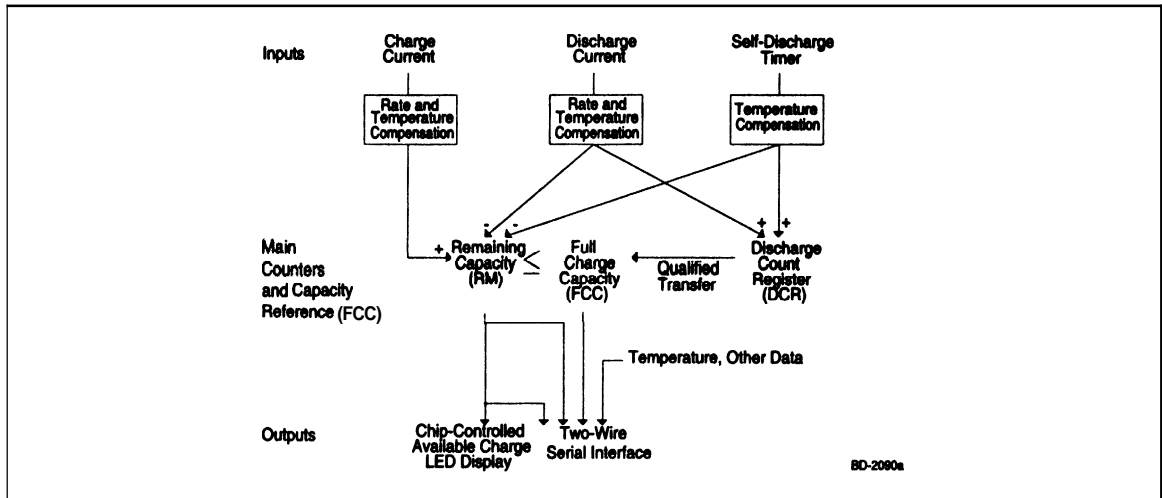 Inputs
Charge
Current
Discharge
Current
Self-Discharge
Timer
Rate and
Temperature
Compensation
Rate and
Temperature
Compensation
Temperature
Compensation
- -
+ +
Main
Counters
and Capacity
Reference (FCC)
+
Remaining
Capacity
(RM)
≤
Full
Charge
Capacity
(FCC)
Qualified
Transfer
Discharge
Count
Register
(DCR)
Temperature, Other Data
Outputs
Chip-Controlled
Available Charge
LED Display
Two-Wire
Serial Interface
BD-2090a